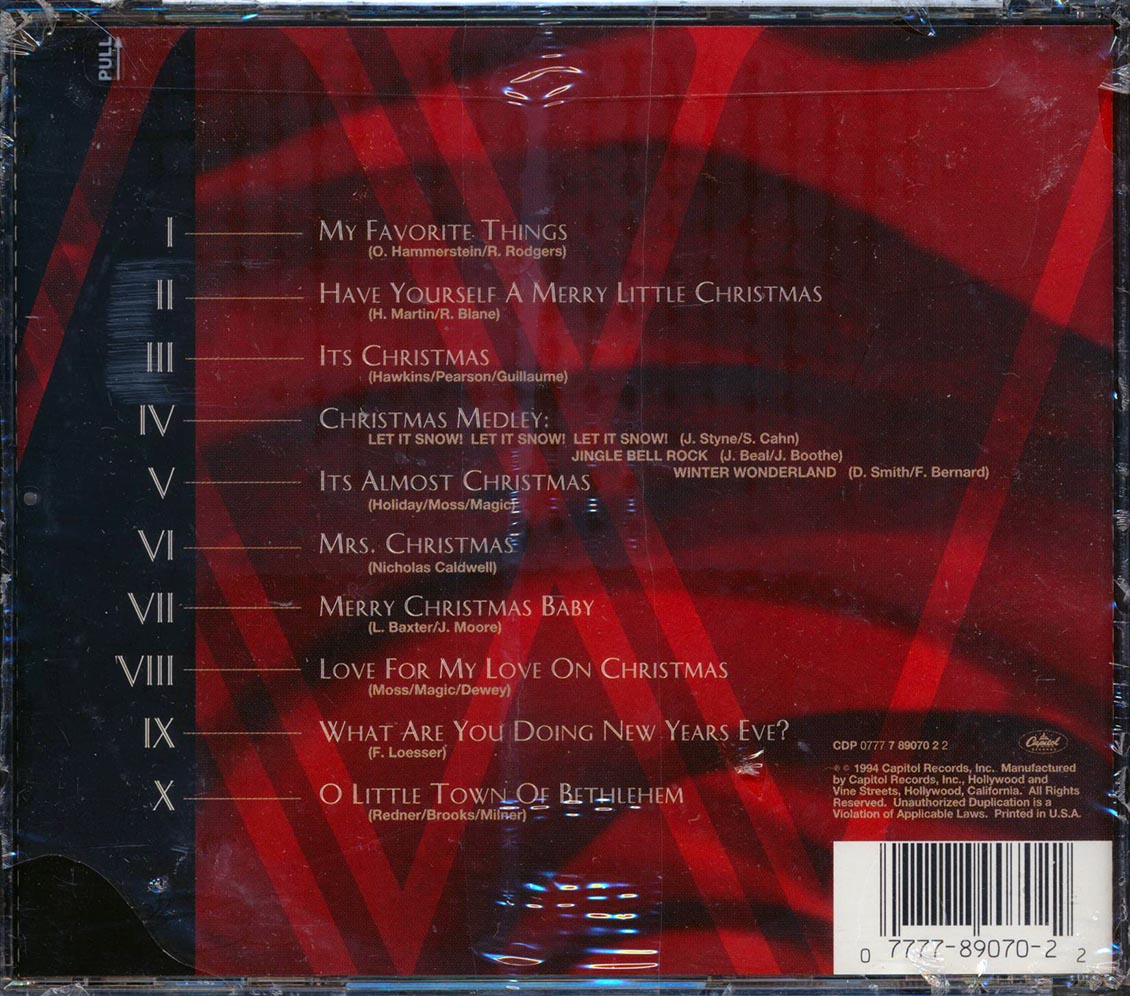 PULL
I My Favorite Things
(O. Hammerstein/R. Rodgers)
II Have Yourself A Merry Little Christmas
(H. Martin/R. Blane)
III Its Christmas
(Hawkins/Pearson/Guillaume)
IV Christmas Medley:
LET IT SNOW! LET IT SNOW! LET IT SNOW! (J. Styne/S. Cahn)
JINGLE BELL ROCK (J. Beal/J. Boothe)
WINTER WONDERLAND (D. Smith/F. Bernard)
V Its Almost Christmas
(Holiday/Moss/Magic)
VI Mrs. Christmas
(Nicholas Caldwell)
VII Merry Christmas Baby
(L. Baxter/J. Moore)
VIII Love For My Love On Christmas
(Moss/Magic/Dewey)
IX What Are You Doing New Years Eve?
(F. Loesser)
X O Little Town Of Bethlehem
(Redner/Brooks/Milner)
CDP 0777 7 89070 2 2
Capitol
RECORDS
℗ © 1994 Capitol Records, Inc. Manufactured
by Capitol Records, Inc., Hollywood and
Vine Streets, Hollywood, California. All Rights
Reserved. Unauthorized Duplication is a
Violation of Applicable Laws. Printed in U.S.A.
0 7777-89070-2 2